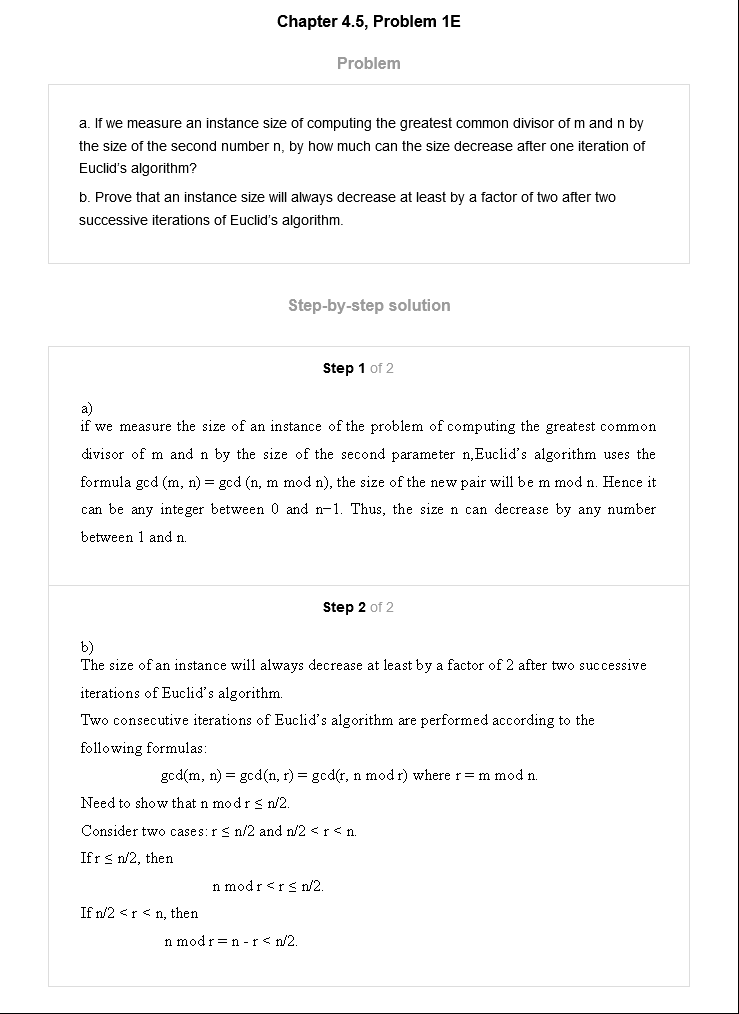 Chapter 4.5, Problem 1E
Problem
a. If we measure an instance size of computing the greatest common divisor of m and n by
the size of the second number n, by how much can the size decrease after one iteration of
Euclid's algorithm?
b. Prove that an instance size will always decrease at least by a factor of two after two
successive iterations of Euclid's algorithm.
Step-by-step solution
Step 1 of 2
a)
if we measure the size of an instance of the problem of computing the greatest common
divisor of m and n by the size of the second parameter n,Euclid's algorithm uses the
formula gcd (m, n) = gcd (n, m mod n), the size of the new pair will be m mod n. Hence it
can be any integer between 0 and n−1. Thus, the size n can decrease by any number
between 1 and n.
Step 2 of 2
b)
The size of an instance will always decrease at least by a factor of 2 after two successive
iterations of Euclid's algorithm.
Two consecutive iterations of Euclid's algorithm are performed according to the
following formulas:
gcd(m, n) = gcd(n, r) = gcd(r, n mod r) where r = m mod n.
Need to show that n mod r ≤ n/2.
Consider two cases: r ≤ n/2 and n/2 < r < n.
If r ≤ n/2, then
n mod r < r ≤ n/2.
If n/2 < r < n, then
n mod r = n - r < n/2.